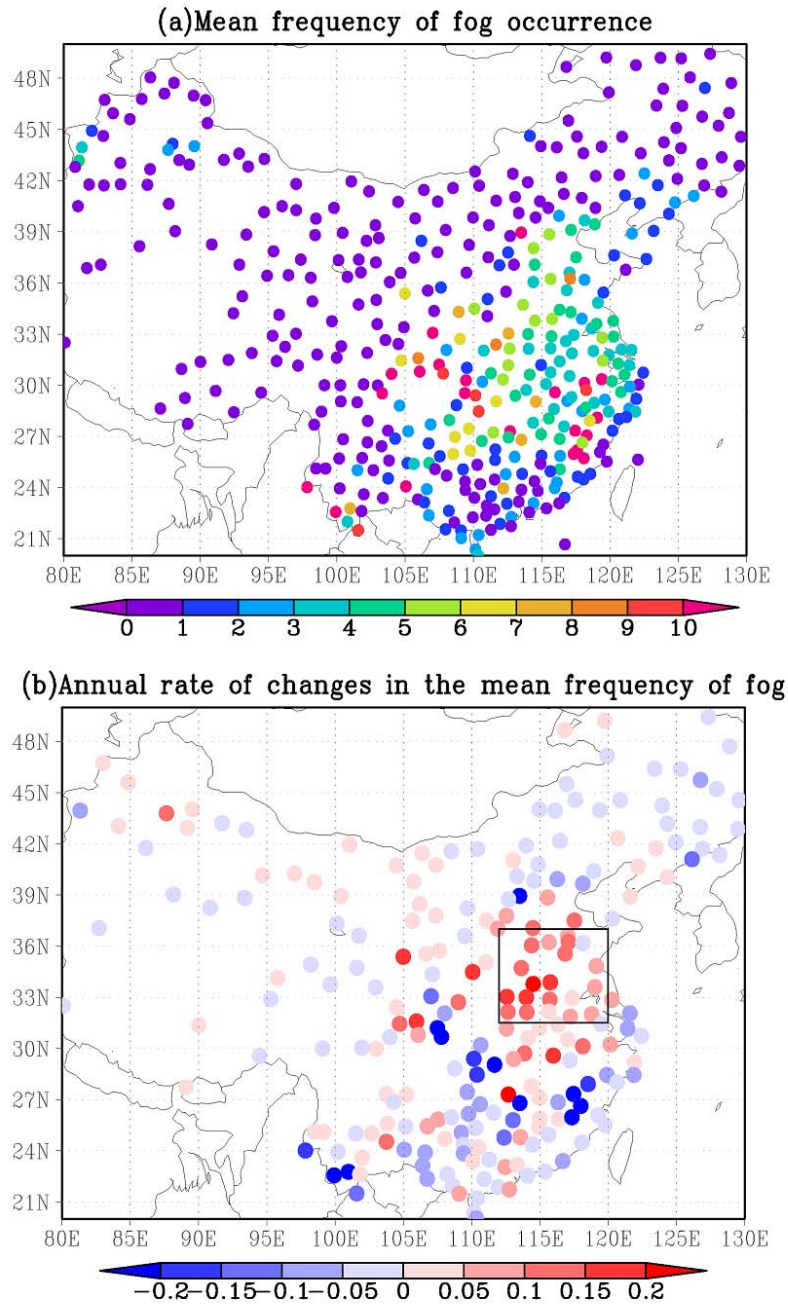 (a)Mean frequency of fog occurrence
48N
45N
42N
39N
36N
33N
30N
27N
24N
21N
80E 85E 90E 95E 100E 105E 110E 115E 120E 125E 130E
0 1 2 3 4 5 6 7 8 9 10
(b)Annual rate of changes in the mean frequency of fog
48N
45N
42N
39N
36N
33N
30N
27N
24N
21N
80E 85E 90E 95E 100E 105E 110E 115E 120E 125E 130E
-0.2 -0.15 -0.1 -0.05 0 0.05 0.1 0.15 0.2